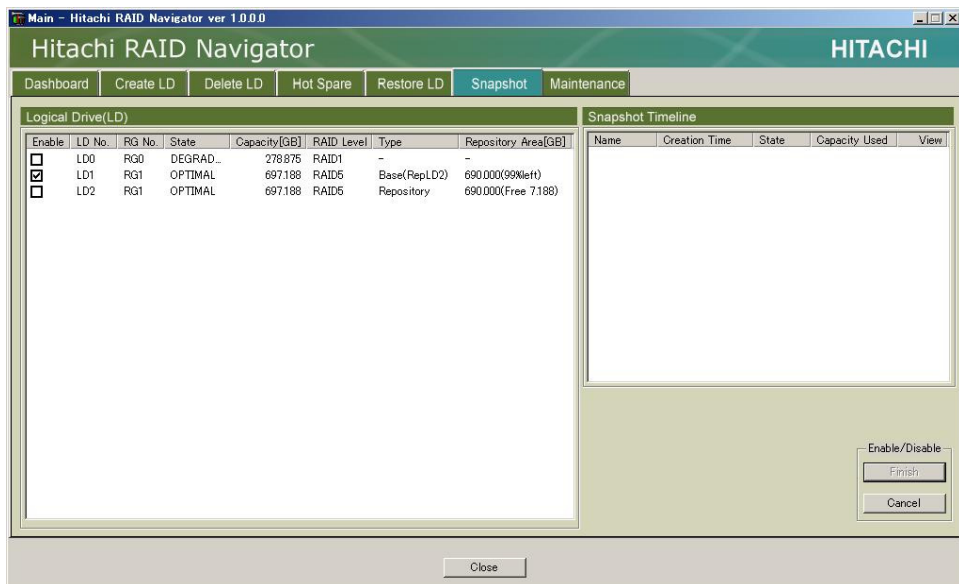 Main - Hitachi RAID Navigator ver 1.0.0.0
Hitachi RAID Navigator HITACHI
Dashboard Create LD Delete LD Hot Spare Restore LD Snapshot Maintenance
Logical Drive(LD)
Enable LD No. RG No. State Capacity[GB] RAID Level Type Repository Area[GB]
LD0 RG0 DEGRAD... 278.875 RAID1 - -
LD1 RG1 OPTIMAL 697.188 RAID5 Base(RepLD2) 690.000(99%left)
LD2 RG1 OPTIMAL 697.188 RAID5 Repository 690.000(Free 7.188)
Snapshot Timeline
Name Creation Time State Capacity Used View
Enable/Disable
Finish
Cancel
Close